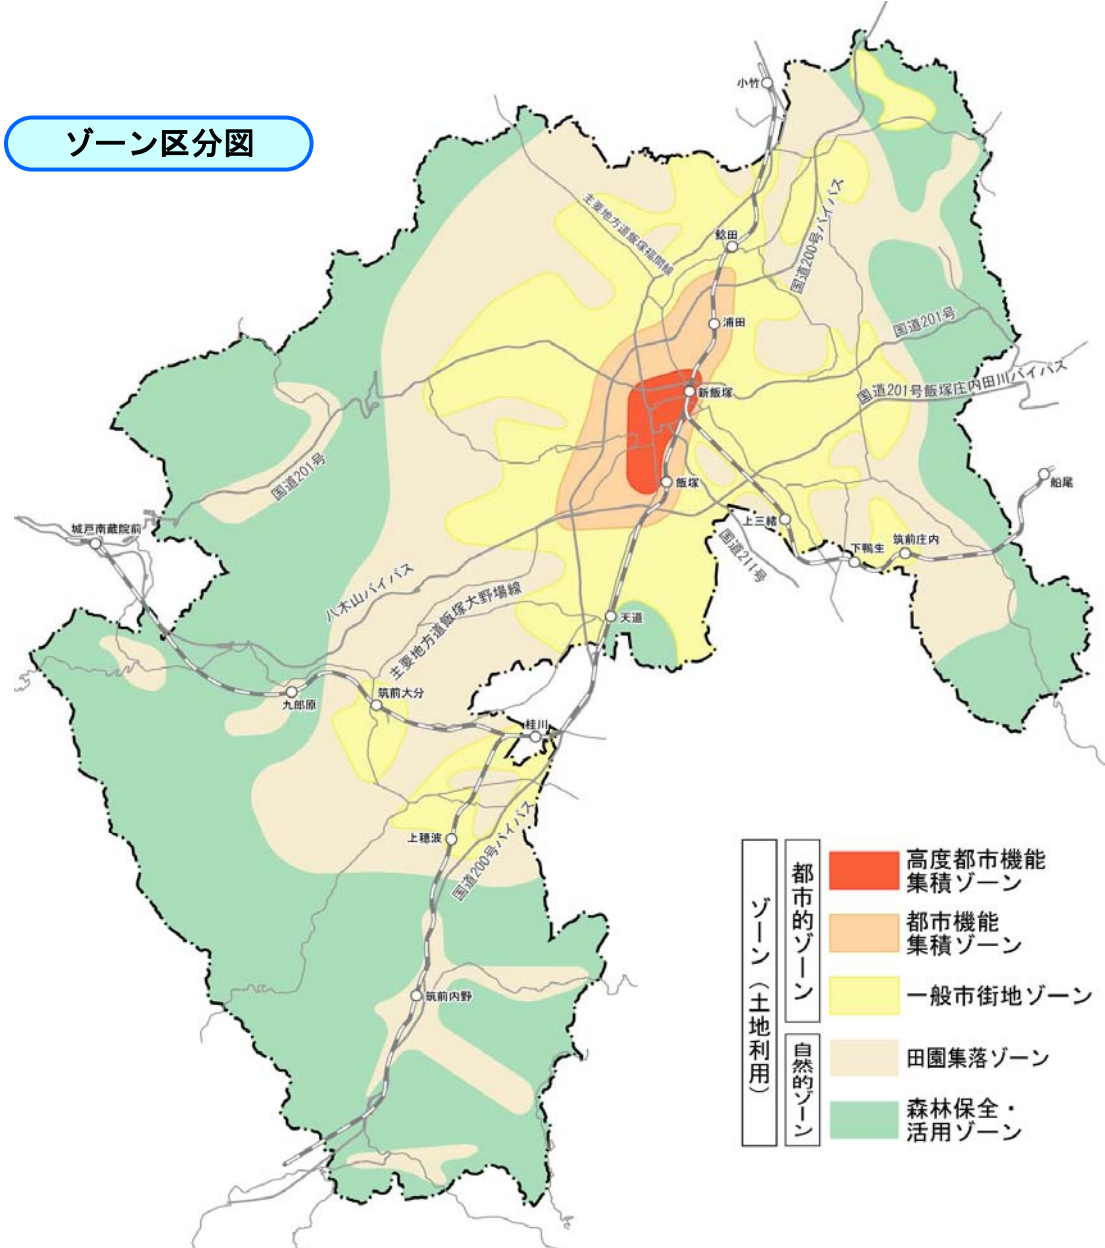 ゾーン区分図
小竹
主要地方道飯塚福間線
鯰田
国道200号バイパス
浦田
国道201号
新飯塚
国道201号飯塚庄内田川バイパス
国道201号
飯塚
船尾
城戸南蔵院前
上三緒
国道211号
下鴨生
筑前庄内
八木山バイパス
主要地方道飯塚大野場線
天道
九郎原
筑前大分
桂川
上穂波
国道200号バイパス
筑前内野
ゾーン（土地利用）
都市的ゾーン
高度都市機能
集積ゾーン
都市機能
集積ゾーン
一般市街地ゾーン
自然的ゾーン
田園集落ゾーン
森林保全・
活用ゾーン